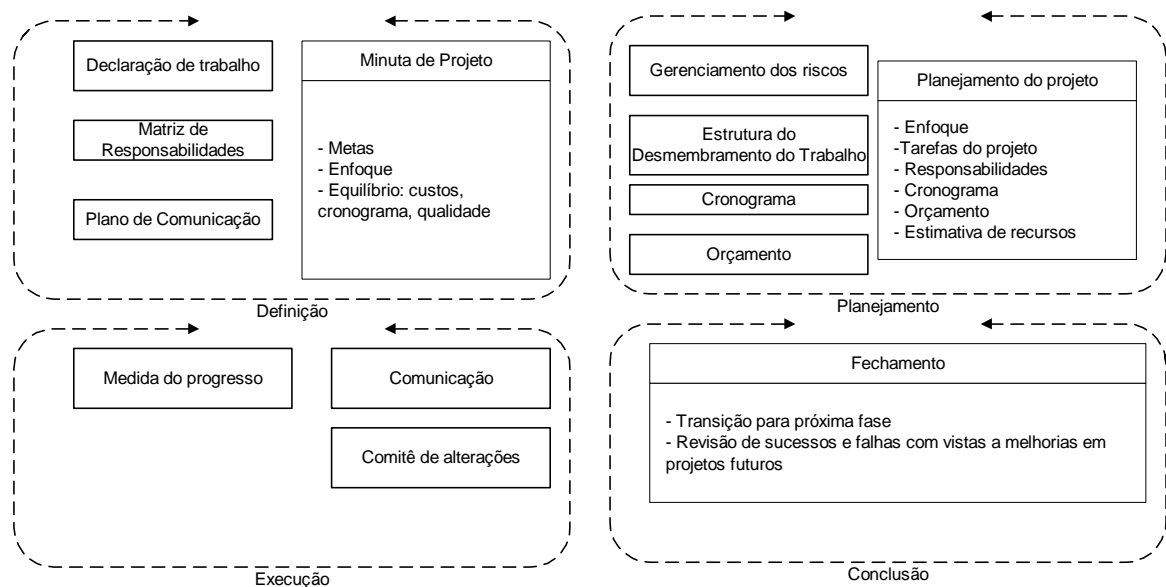 Declaração de trabalho
Matriz de
Responsabilidades
Plano de Comunicação
Minuta de Projeto
- Metas
- Enfoque
- Equilíbrio: custos,
cronograma, qualidade
Definição
Gerenciamento dos riscos
Estrutura do
Desmembramento do Trabalho
Cronograma
Orçamento
Planejamento do projeto
- Enfoque
-Tarefas do projeto
- Responsabilidades
- Cronograma
- Orçamento
- Estimativa de recursos
Planejamento
Medida do progresso
Comunicação
Comitê de alterações
Execução
Fechamento
- Transição para próxima fase
- Revisão de sucessos e falhas com vistas a melhorias em
projetos futuros
Conclusão